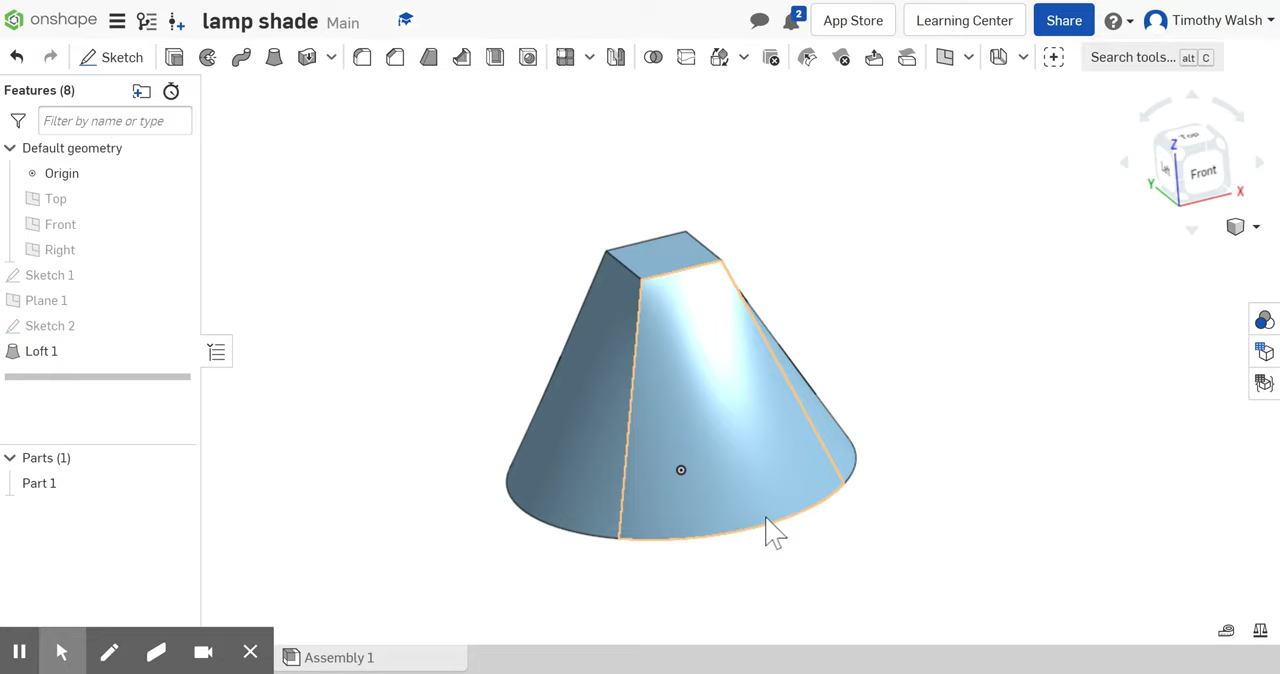 onshape lamp shade Main 2 App Store Learning Center Share Timothy Walsh
Sketch Search tools... alt C
Features (8)
Filter by name or type
Default geometry
Origin
Top
Front
Right
Sketch 1
Plane 1
Sketch 2
Loft 1
Parts (1)
Part 1
Top
Z
Left
Front
Y
X
Assembly 1